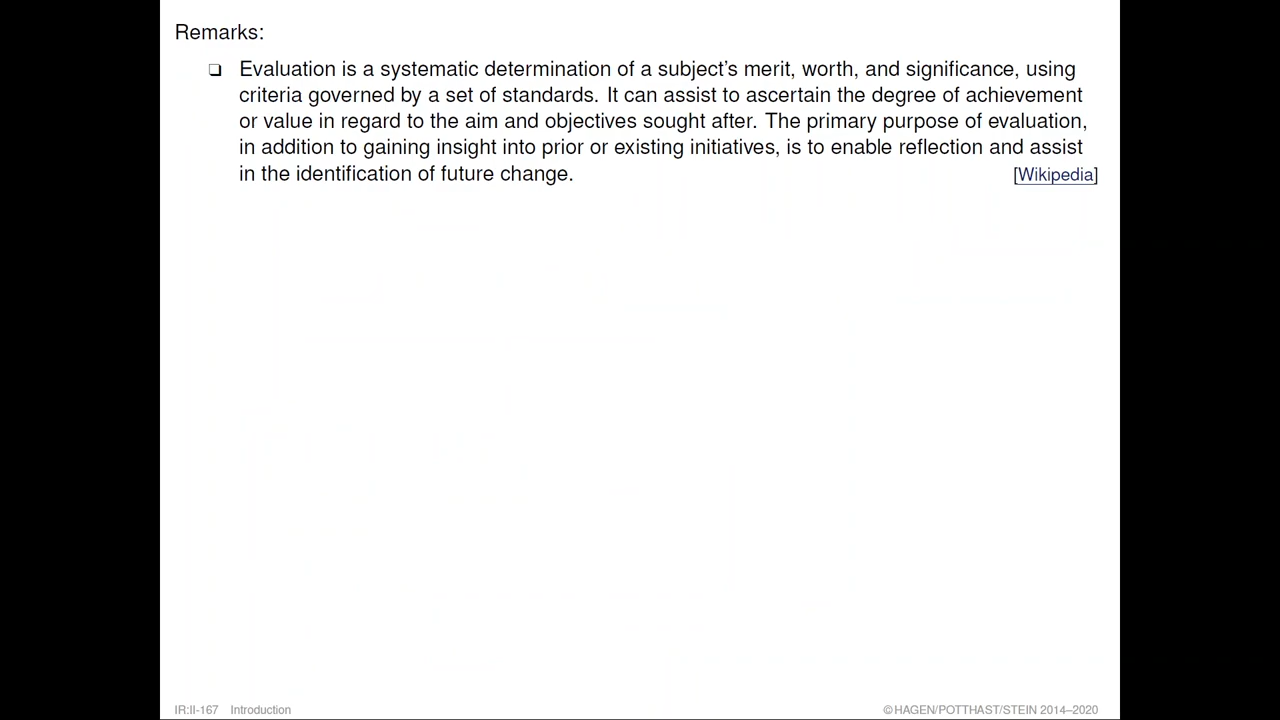 Remarks:
❑ Evaluation is a systematic determination of a subject's merit, worth, and significance, using
criteria governed by a set of standards. It can assist to ascertain the degree of achievement
or value in regard to the aim and objectives sought after. The primary purpose of evaluation,
in addition to gaining insight into prior or existing initiatives, is to enable reflection and assist
in the identification of future change. [Wikipedia]
IR:II-167 Introduction ©HAGEN/POTTHAST/STEIN 2014–2020